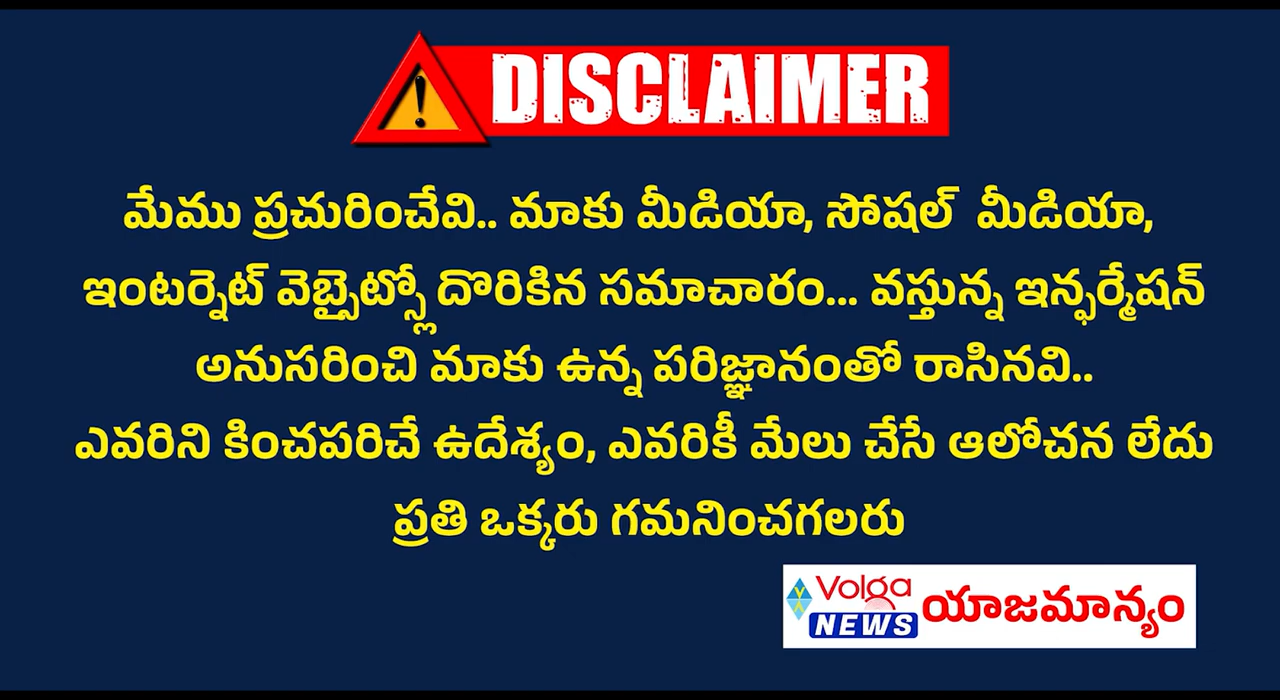 DISCLAIMER
మేము ప్రచురించేవి.. మాకు మీడియా, సోషల్ మీడియా,
ఇంటర్నెట్ వెబ్సైట్స్లో దొరికిన సమాచారం... వస్తున్న ఇన్ఫర్మేషన్
అనుసరించి మాకు ఉన్న పరిజ్ఞానంతో రాసినవి..
ఎవరిని కించపరిచే ఉదేశ్యం, ఎవరికీ మేలు చేసే ఆలోచన లేదు
ప్రతి ఒక్కరు గమనించగలరు
Volga NEWS యాజమాన్యం